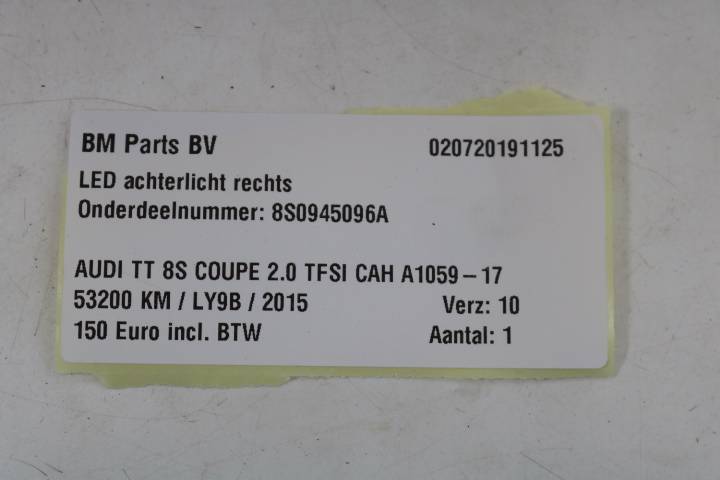 BM Parts BV 020720191125
LED achterlicht rechts
Onderdeelnummer: 8S0945096A
AUDI TT 8S COUPE 2.0 TFSI CAH A1059-17
53200 KM / LY9B / 2015 Verz: 10
150 Euro incl. BTW Aantal: 1